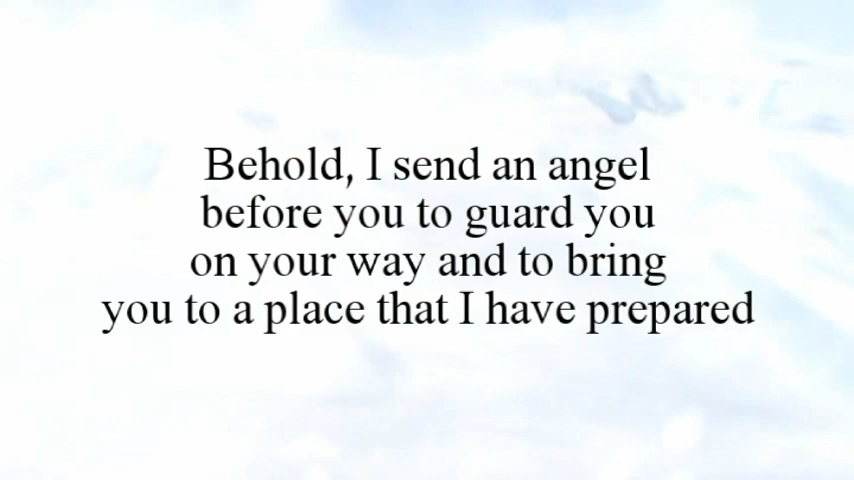 Behold, I send an angel
before you to guard you
on your way and to bring
you to a place that I have prepared